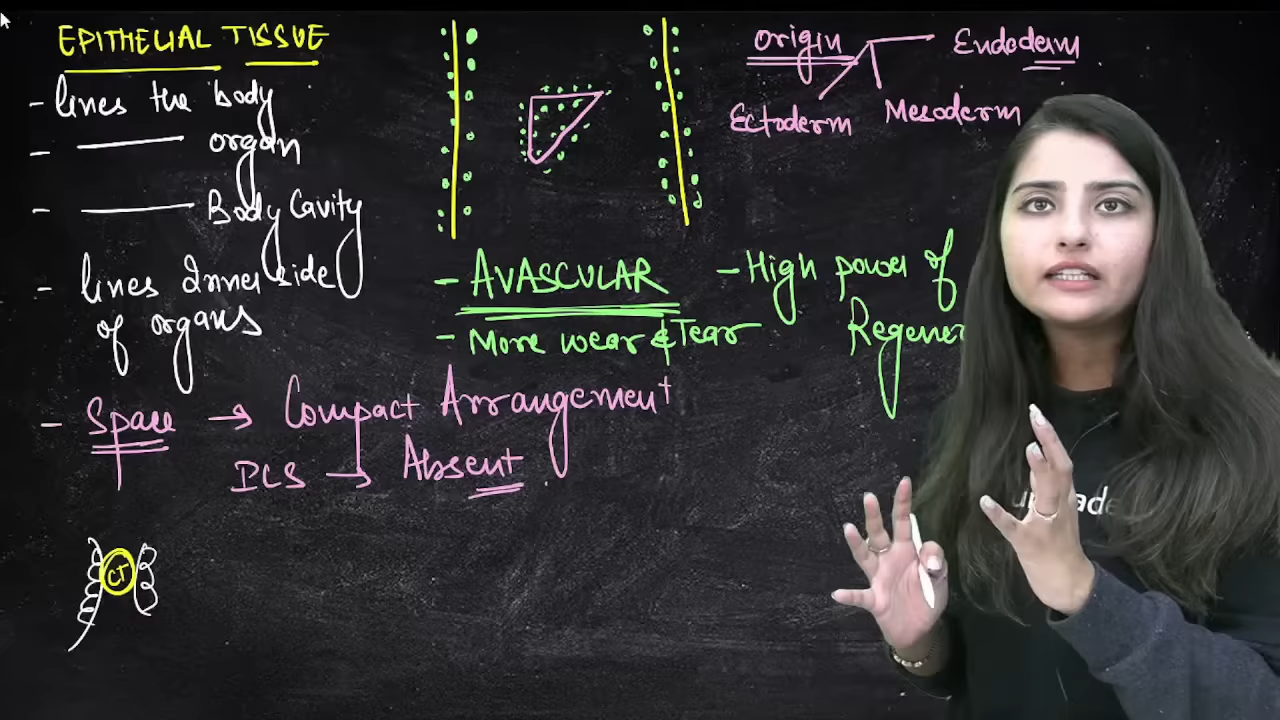 EPITHELIAL TISSUE
- lines the body
- organ
- Body Cavity
- lines Inner side
of organs
- Space → Compact Arrangement
ICS → Absent
CT
- AVASCULAR
- More wear & Tear
- High power of
Regener
Origin
Endoderm
Mesoderm
Ectoderm